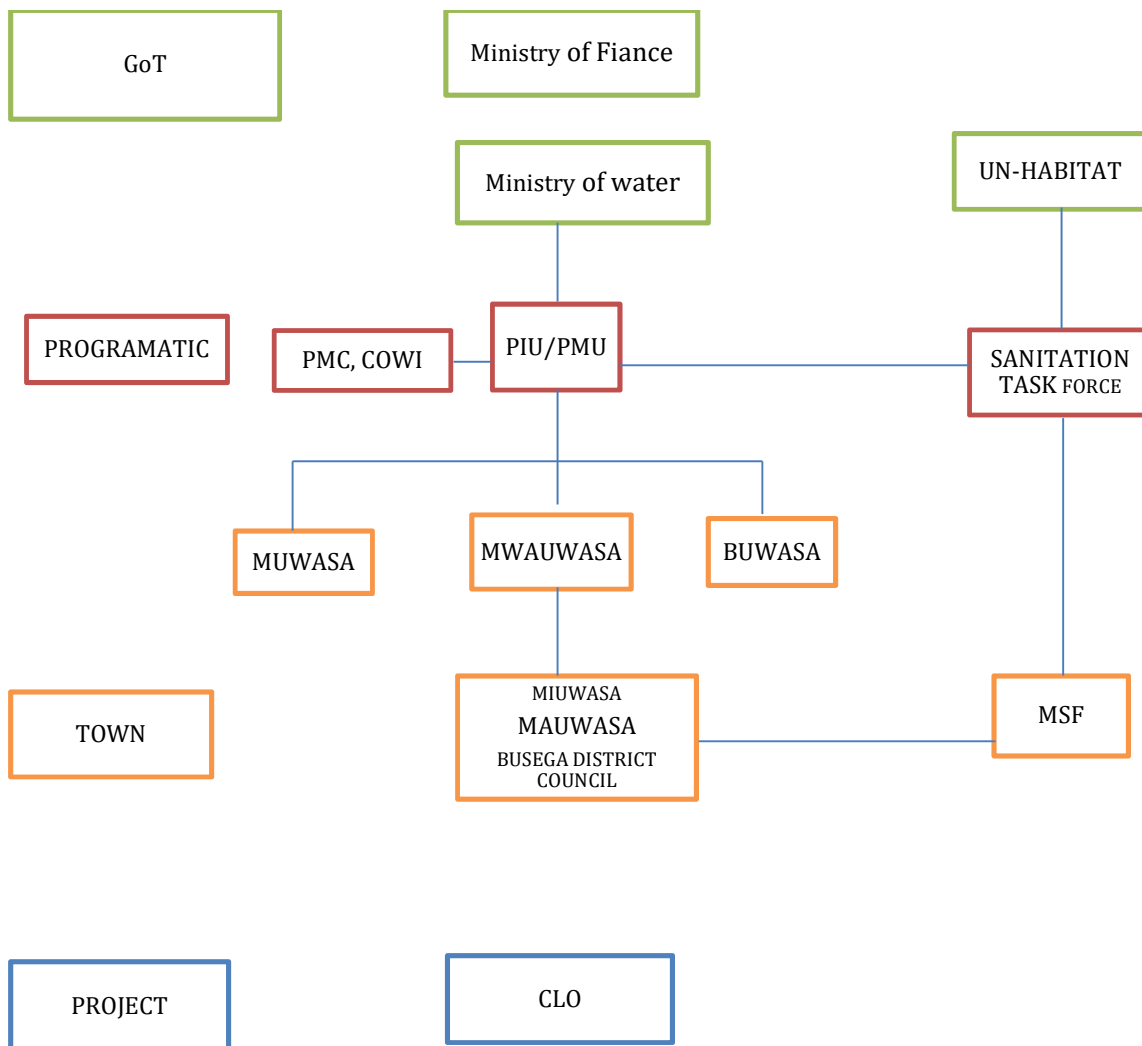 GoT
Ministry of Fiance
Ministry of water
UN-HABITAT
PROGRAMATIC
PMC, COWI
PIU/PMU
SANITATION
TASK FORCE
MUWASA
MWAUWASA
BUWASA
TOWN
MIUWASA
MAUWASA
BUSEGA DISTRICT
COUNCIL
MSF
PROJECT
CLO